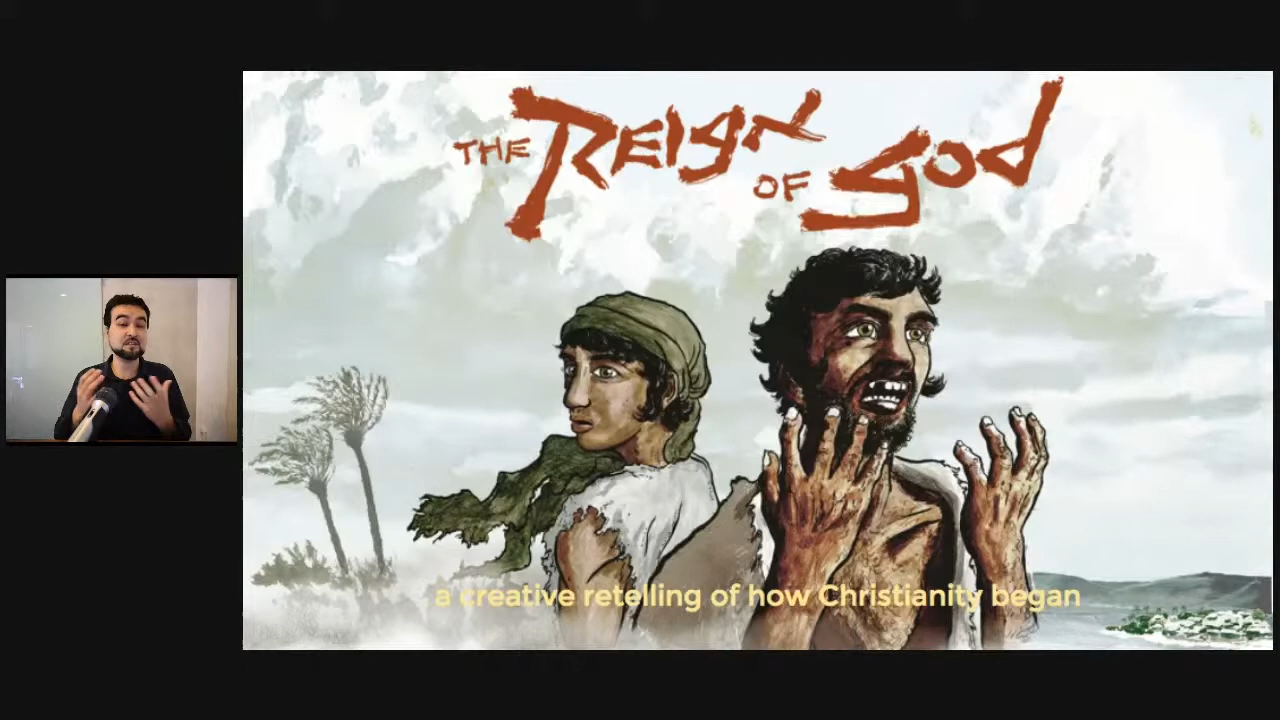 THE REIgN
OF god
a creative retelling of how Christianity began